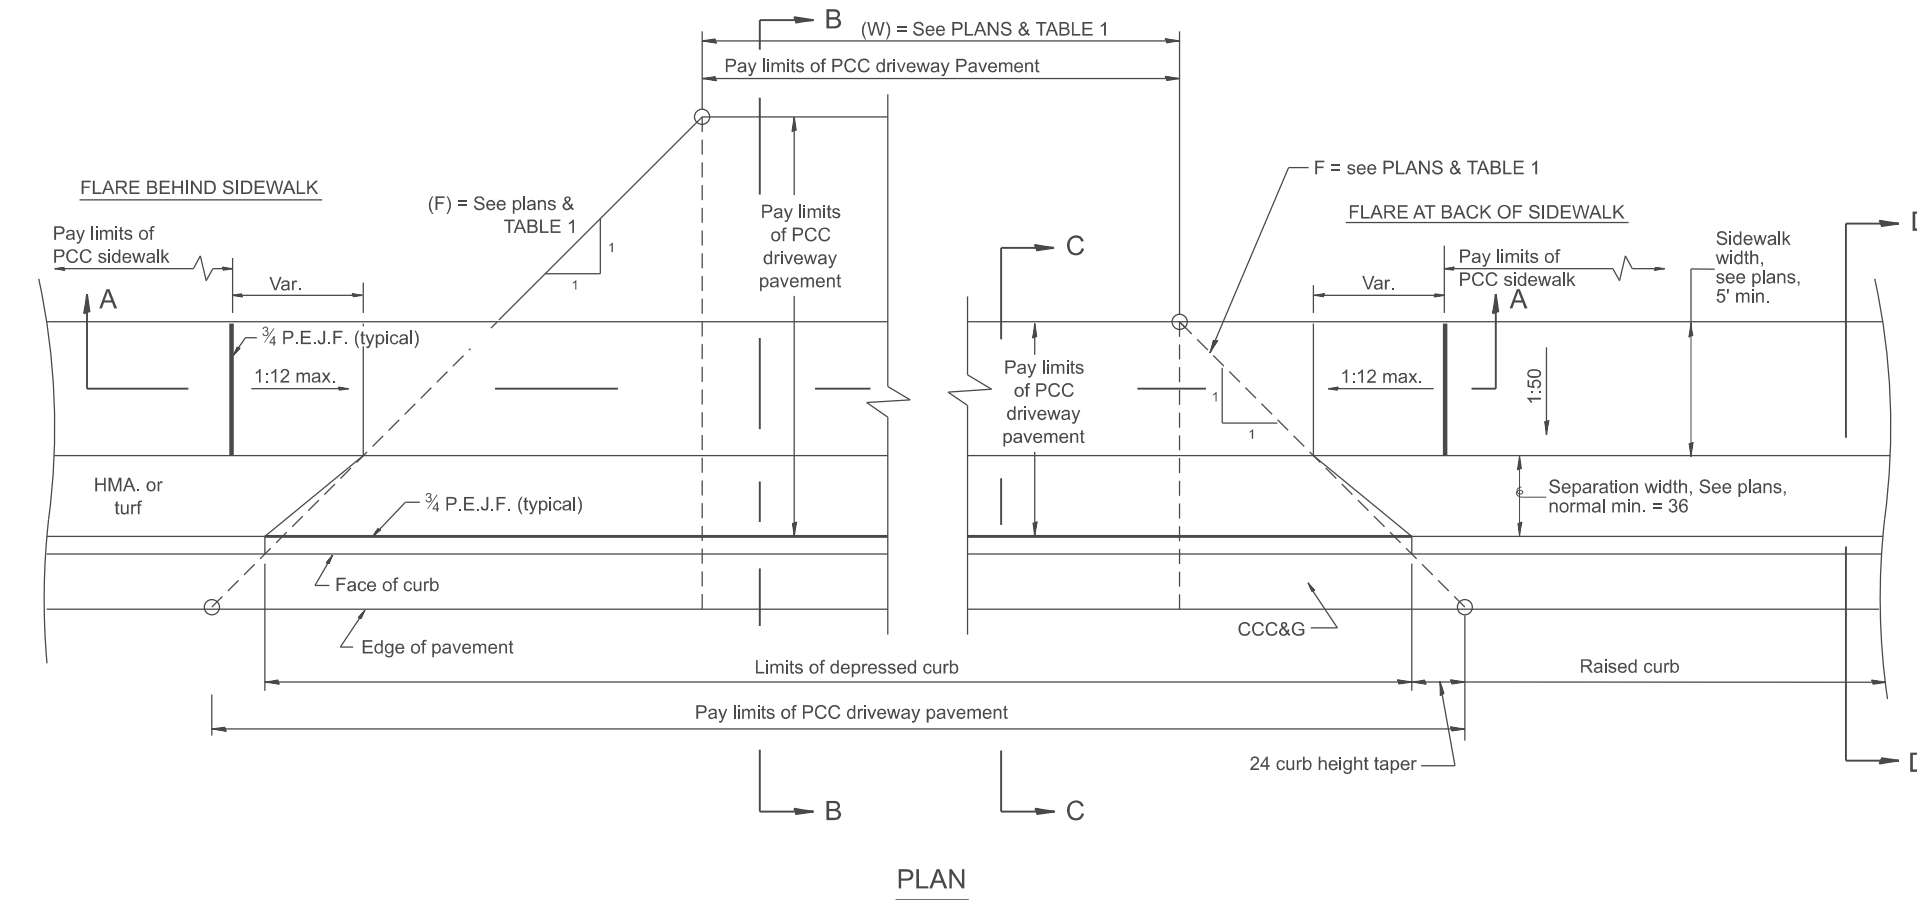 B
(W) = See PLANS & TABLE 1
Pay limits of PCC driveway Pavement
F = see PLANS & TABLE 1
FLARE BEHIND SIDEWALK
(F) = See plans &
TABLE 1
1
1
Pay limits
of PCC
driveway
pavement
FLARE AT BACK OF SIDEWALK
D
Pay limits of
PCC sidewalk
C
Pay limits of
PCC sidewalk
Sidewalk
width,
see plans,
5' min.
Var.
Var.
A
A
¾ P.E.J.F. (typical)
1:12 max.
Pay limits
of PCC
driveway
pavement
1
1
1:12 max.
1:50
HMA. or
turf
¾ P.E.J.F. (typical)
6
Separation width, See plans,
normal min. = 36
Face of curb
Edge of pavement
CCC&G
Limits of depressed curb
Raised curb
Pay limits of PCC driveway pavement
24 curb height taper
D
B
C
PLAN